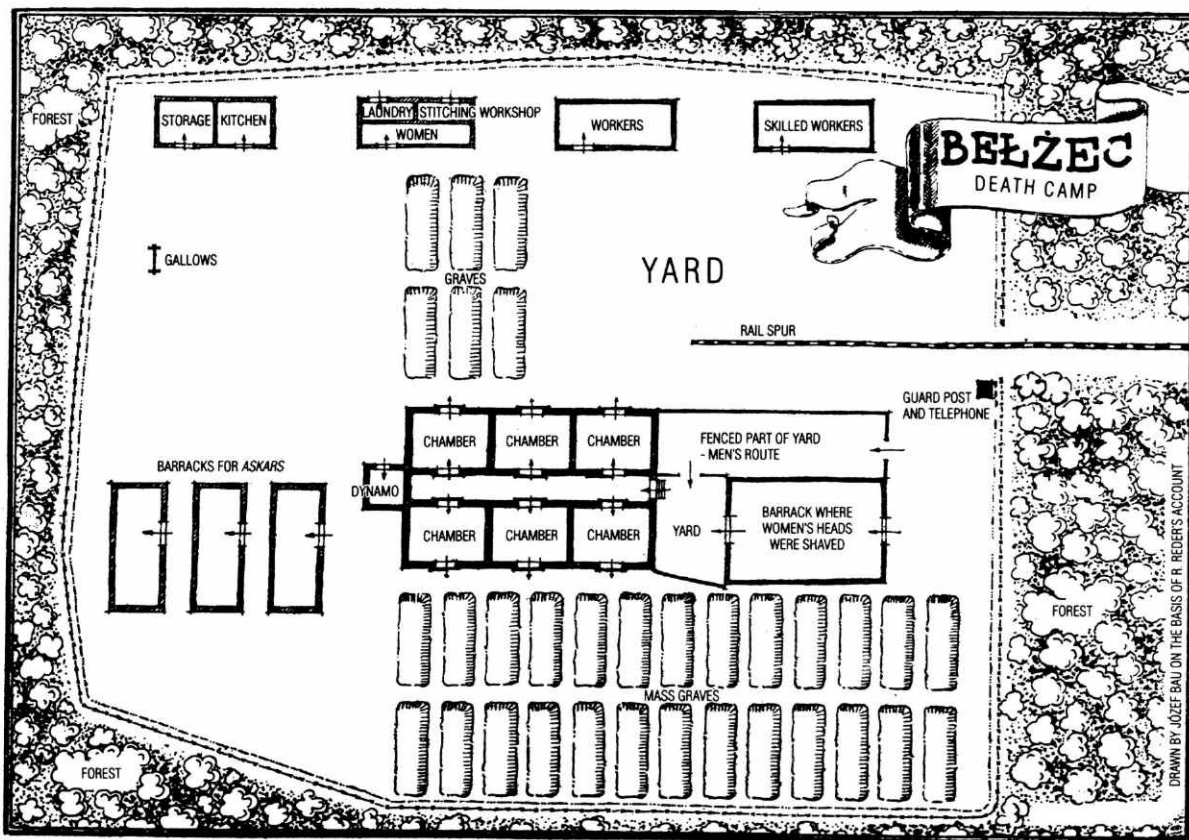 FOREST
STORAGE
KITCHEN
LAUNDRY
STITCHING WORKSHOP
WOMEN
WORKERS
SKILLED WORKERS
BEŁŻEC
DEATH CAMP
GALLOWS
GRAVES
YARD
RAIL SPUR
GUARD POST
AND TELEPHONE
CHAMBER
CHAMBER
CHAMBER
FENCED PART OF YARD
- MEN'S ROUTE
BARRACKS FOR ASKARS
DYNAMO
CHAMBER
CHAMBER
CHAMBER
YARD
BARRACK WHERE
WOMEN'S HEADS
WERE SHAVED
MASS GRAVES
FOREST
FOREST
DRAWN BY JÓZEF BAU ON THE BASIS OF R. REDER'S ACCOUNT